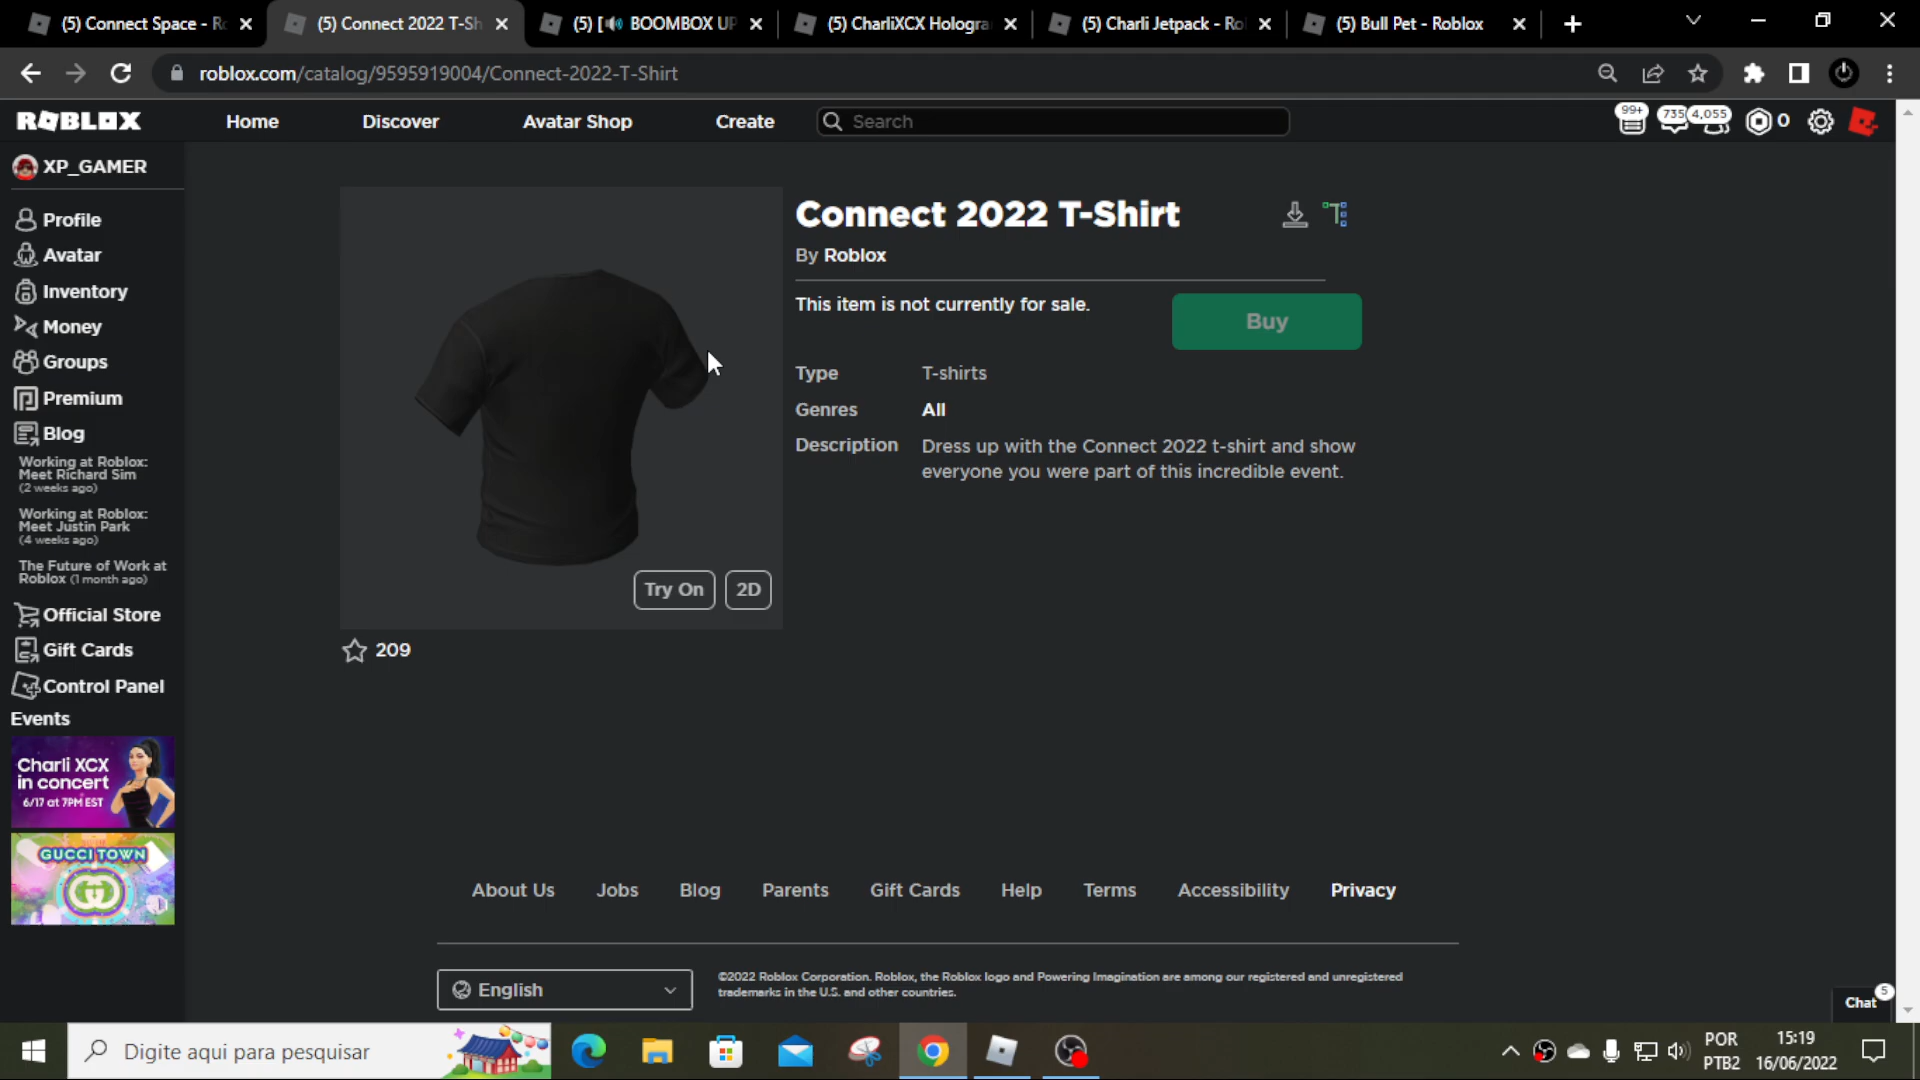 (5) Connect Space - R
(5) Connect 2022 T-Sh
(5) [ BOOMBOX UP
(5) CharliXCX Hologra
(5) Charli Jetpack - Ro
(5) Bull Pet - Roblox
roblox.com/catalog/9595919004/Connect-2022-T-Shirt
ROBLOX
Home
Discover
Avatar Shop
Create
Search
99+
735
4,055
0
XP_GAMER
Profile
Avatar
Inventory
Money
Groups
Premium
Blog
Working at Roblox:
Meet Richard Sim
(2 weeks ago)
Working at Roblox:
Meet Justin Park
(4 weeks ago)
The Future of Work at
Roblox (1 month ago)
Official Store
Gift Cards
Control Panel
Events
Charli XCX
in concert
6/17 at 7PM EST
GUCCI TOWN
Connect 2022 T-Shirt
By Roblox
This item is not currently for sale.
Buy
Type T-shirts
Genres All
Description Dress up with the Connect 2022 t-shirt and show
everyone you were part of this incredible event.
Try On
2D
209
About Us
Jobs
Blog
Parents
Gift Cards
Help
Terms
Accessibility
Privacy
English
©2022 Roblox Corporation. Roblox, the Roblox logo and Powering Imagination are among our registered and unregistered
trademarks in the U.S. and other countries.
Chat
5
Digite aqui para pesquisar
POR
PTB2
15:19
16/06/2022